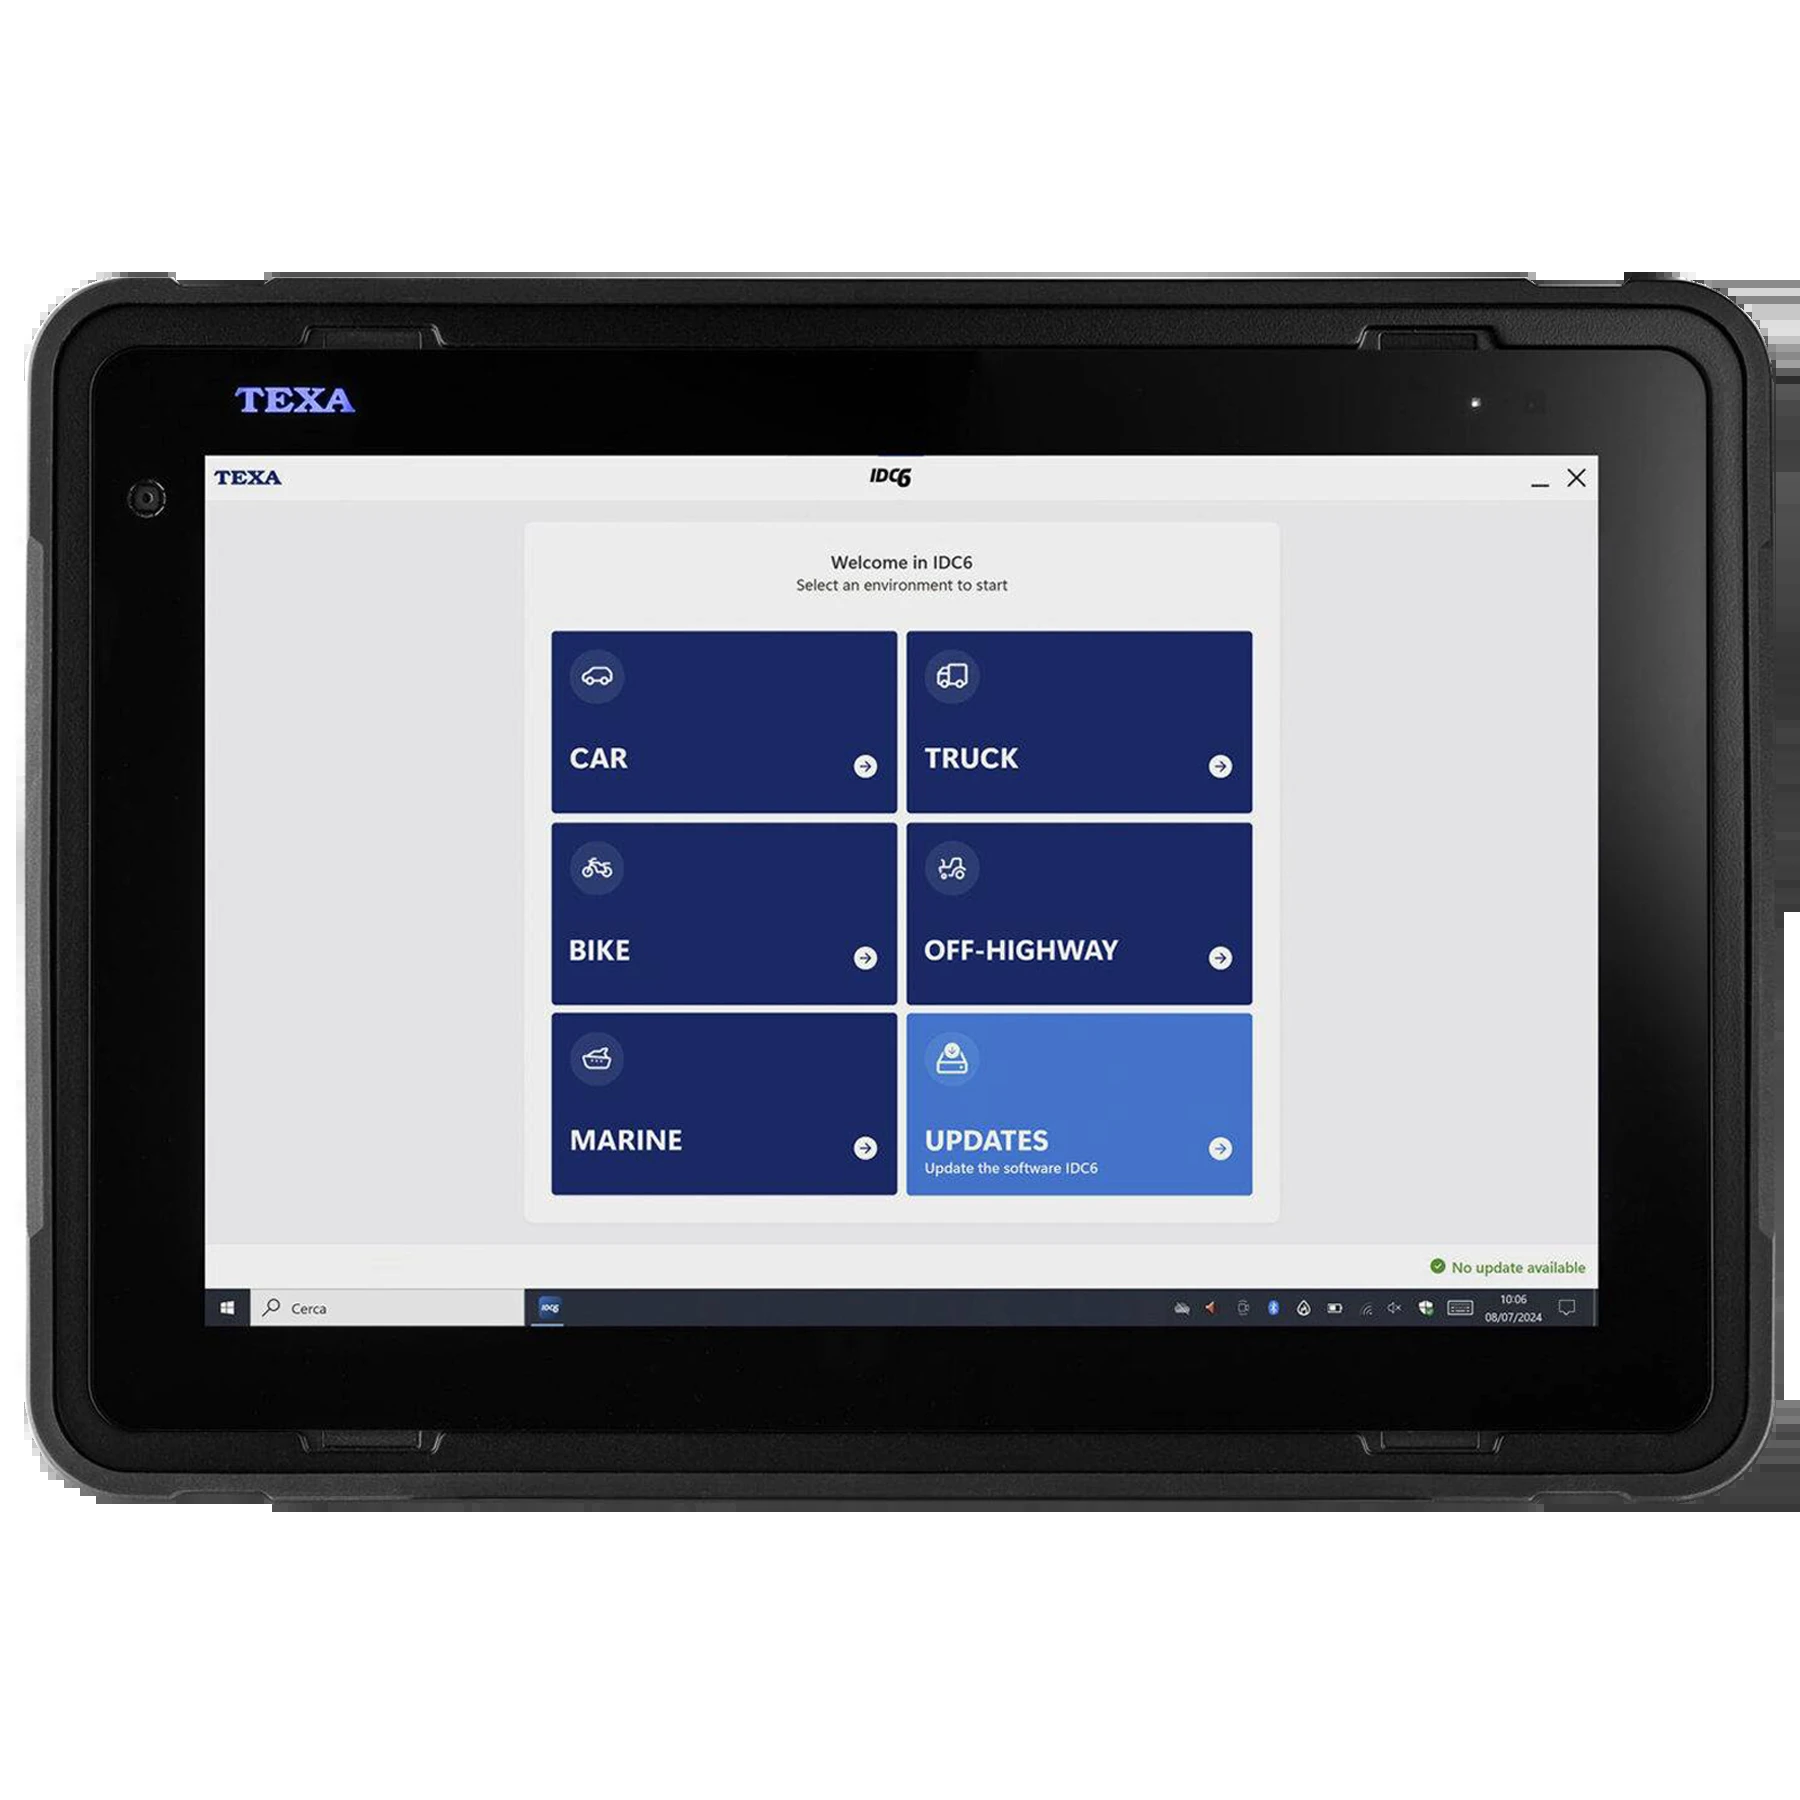 TEXA
TEXA
IDC6
Welcome in IDC6
Select an environment to start
CAR
TRUCK
BIKE
OFF-HIGHWAY
MARINE
UPDATES
Update the software IDC6
No update available
Cerca
IDC6
10:06
08/07/2024